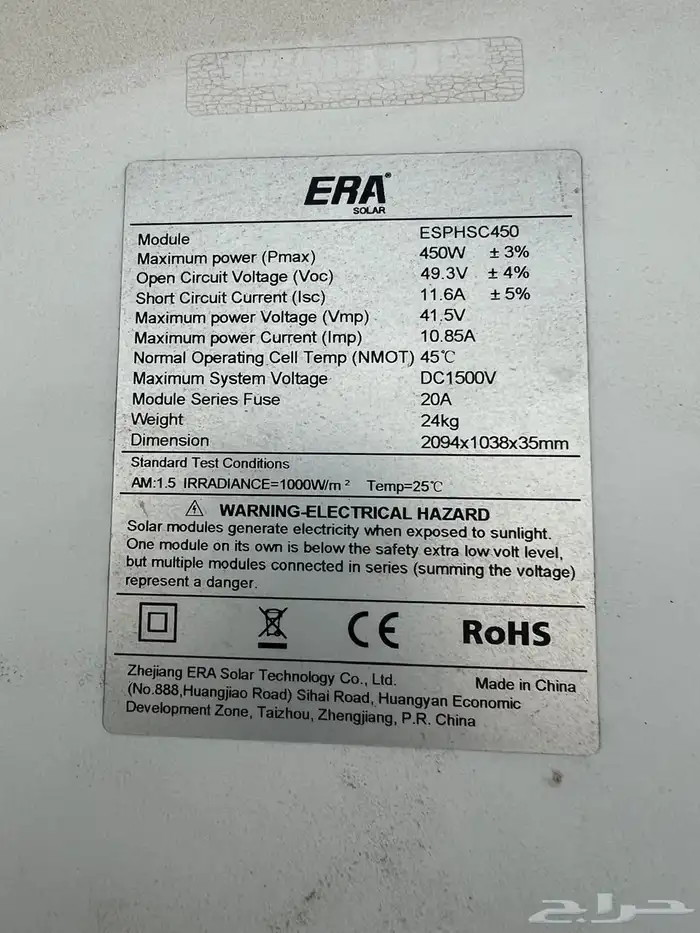 ERA®
SOLAR
Module ESPHSC450
Maximum power (Pmax) 450W ± 3%
Open Circuit Voltage (Voc) 49.3V ± 4%
Short Circuit Current (Isc) 11.6A ± 5%
Maximum power Voltage (Vmp) 41.5V
Maximum power Current (Imp) 10.85A
Normal Operating Cell Temp (NMOT) 45℃
Maximum System Voltage DC1500V
Module Series Fuse 20A
Weight 24kg
Dimension 2094x1038x35mm
Standard Test Conditions
AM:1.5 IRRADIANCE=1000W/m² Temp=25℃
WARNING-ELECTRICAL HAZARD
Solar modules generate electricity when exposed to sunlight.
One module on its own is below the safety extra low volt level,
but multiple modules connected in series (summing the voltage)
represent a danger.
CE RoHS
Zhejiang ERA Solar Technology Co., Ltd. Made in China
(No.888,Huangjiao Road) Sihai Road, Huangyan Economic
Development Zone, Taizhou, Zhengjiang, P.R. China
حراج